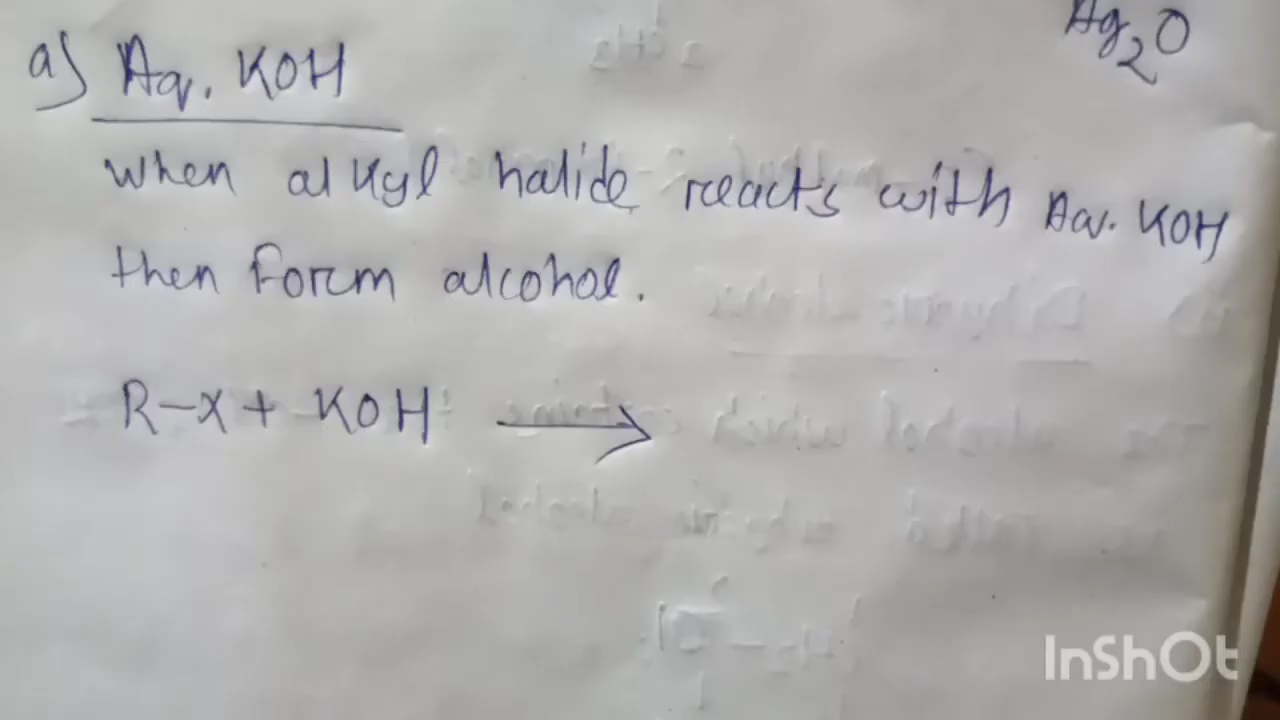 Ag2O
a) Aq. KOH
when alkyl halide reacts with Aq. KOH
then form alcohol.
R-X + KOH →
InShOt